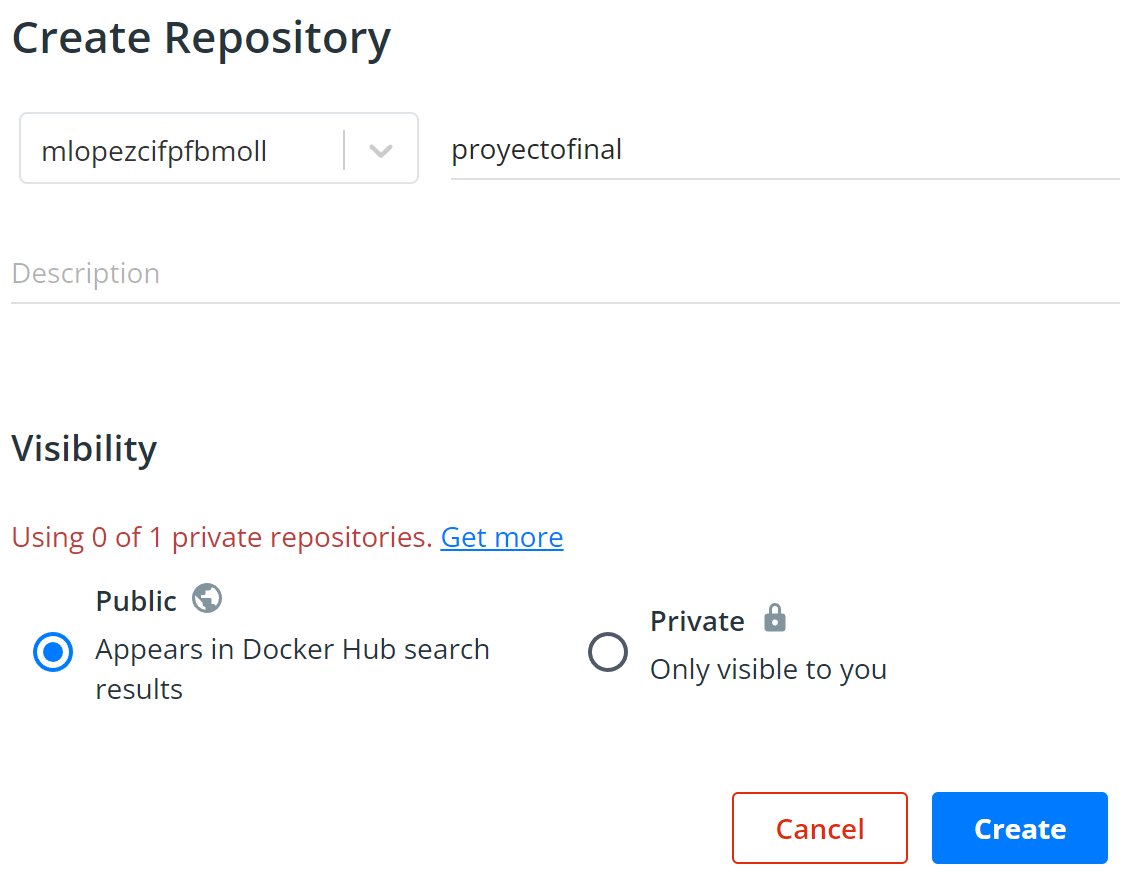 Create Repository
mlopezcifpfbmoll
proyectofinal
Description
Visibility
Using 0 of 1 private repositories. Get more
Public
Appears in Docker Hub search
results
Private
Only visible to you
Cancel
Create